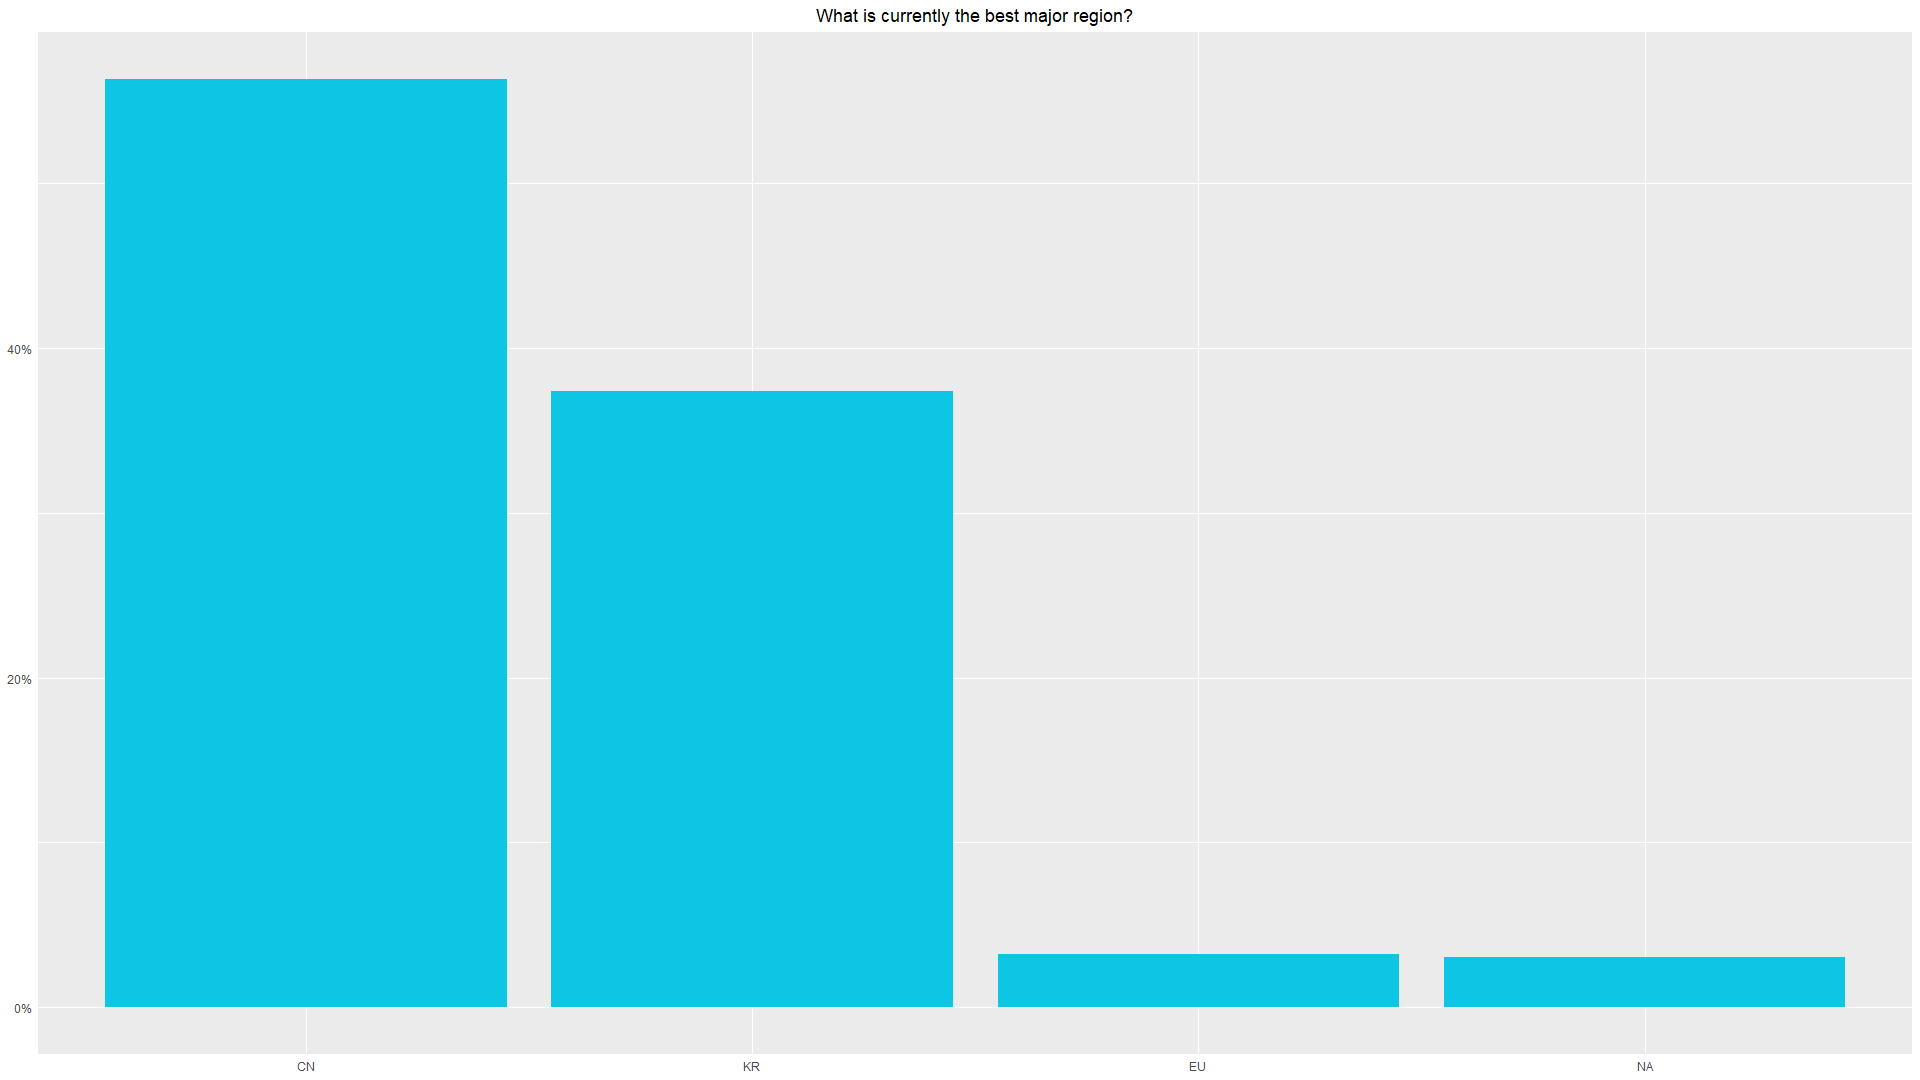 What is currently the best major region?
40%
20%
0%
CN
KR
EU
NA